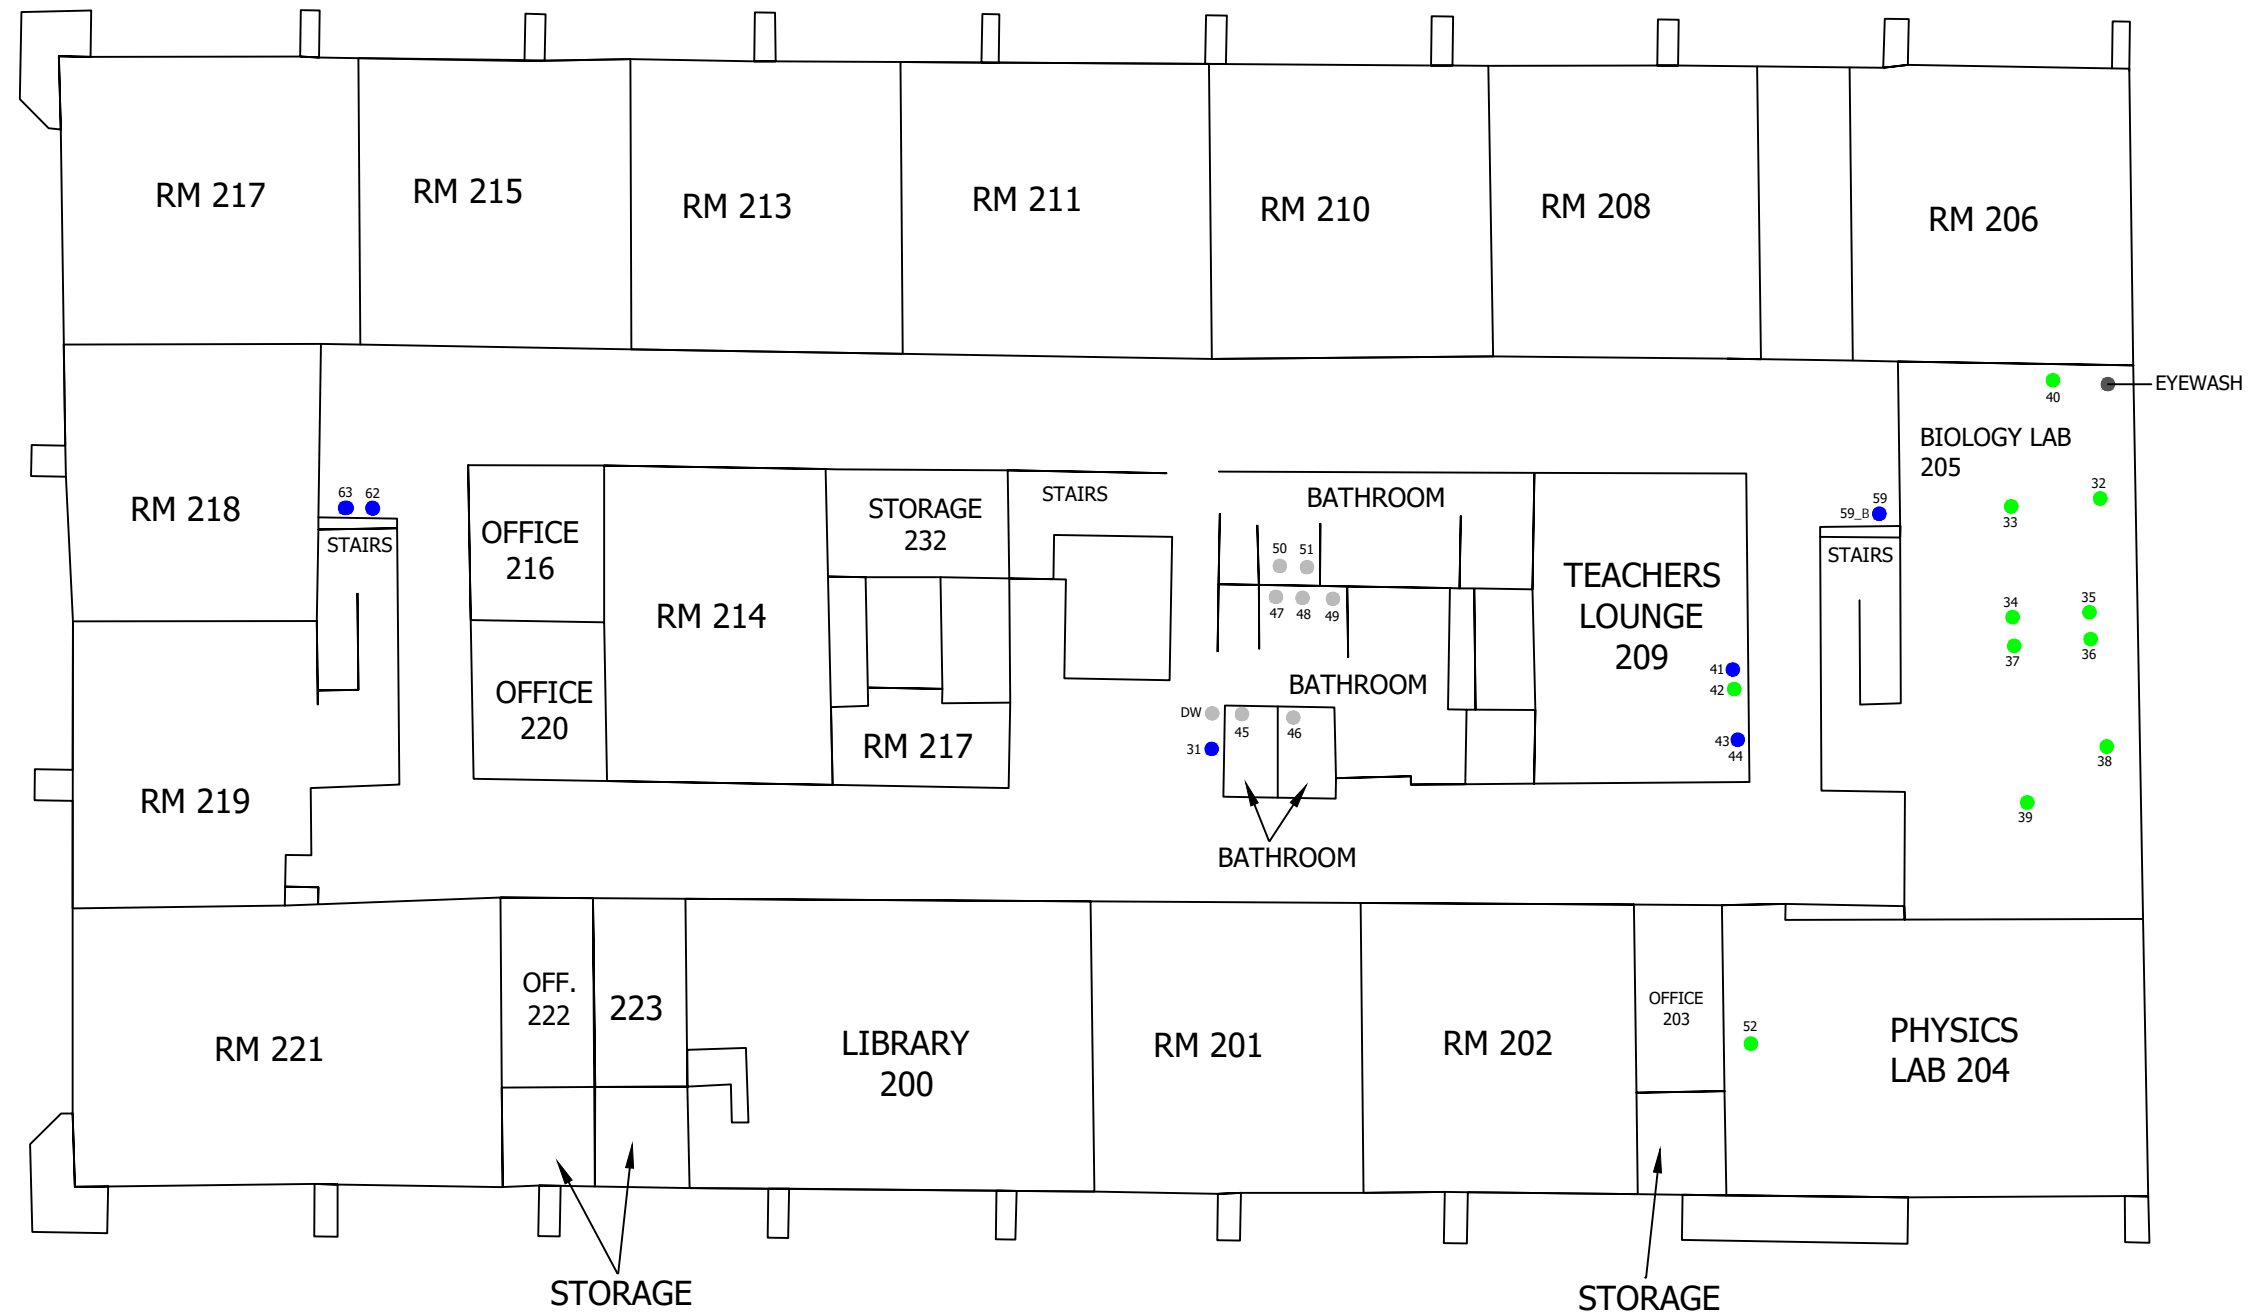 RM 217
RM 215
RM 213
RM 211
RM 210
RM 208
RM 206
EYEWASH
40
BIOLOGY LAB
205
32
33
34
35
37
36
38
39
RM 218
63
62
STAIRS
OFFICE
216
OFFICE
220
RM 214
STORAGE
232
STAIRS
RM 217
BATHROOM
50
51
47
48
49
BATHROOM
DW
45
46
31
BATHROOM
TEACHERS
LOUNGE
209
41
42
43
44
59
59_B
STAIRS
RM 219
RM 221
OFF.
222
223
LIBRARY
200
RM 201
RM 202
OFFICE
203
52
PHYSICS
LAB 204
STORAGE
STORAGE